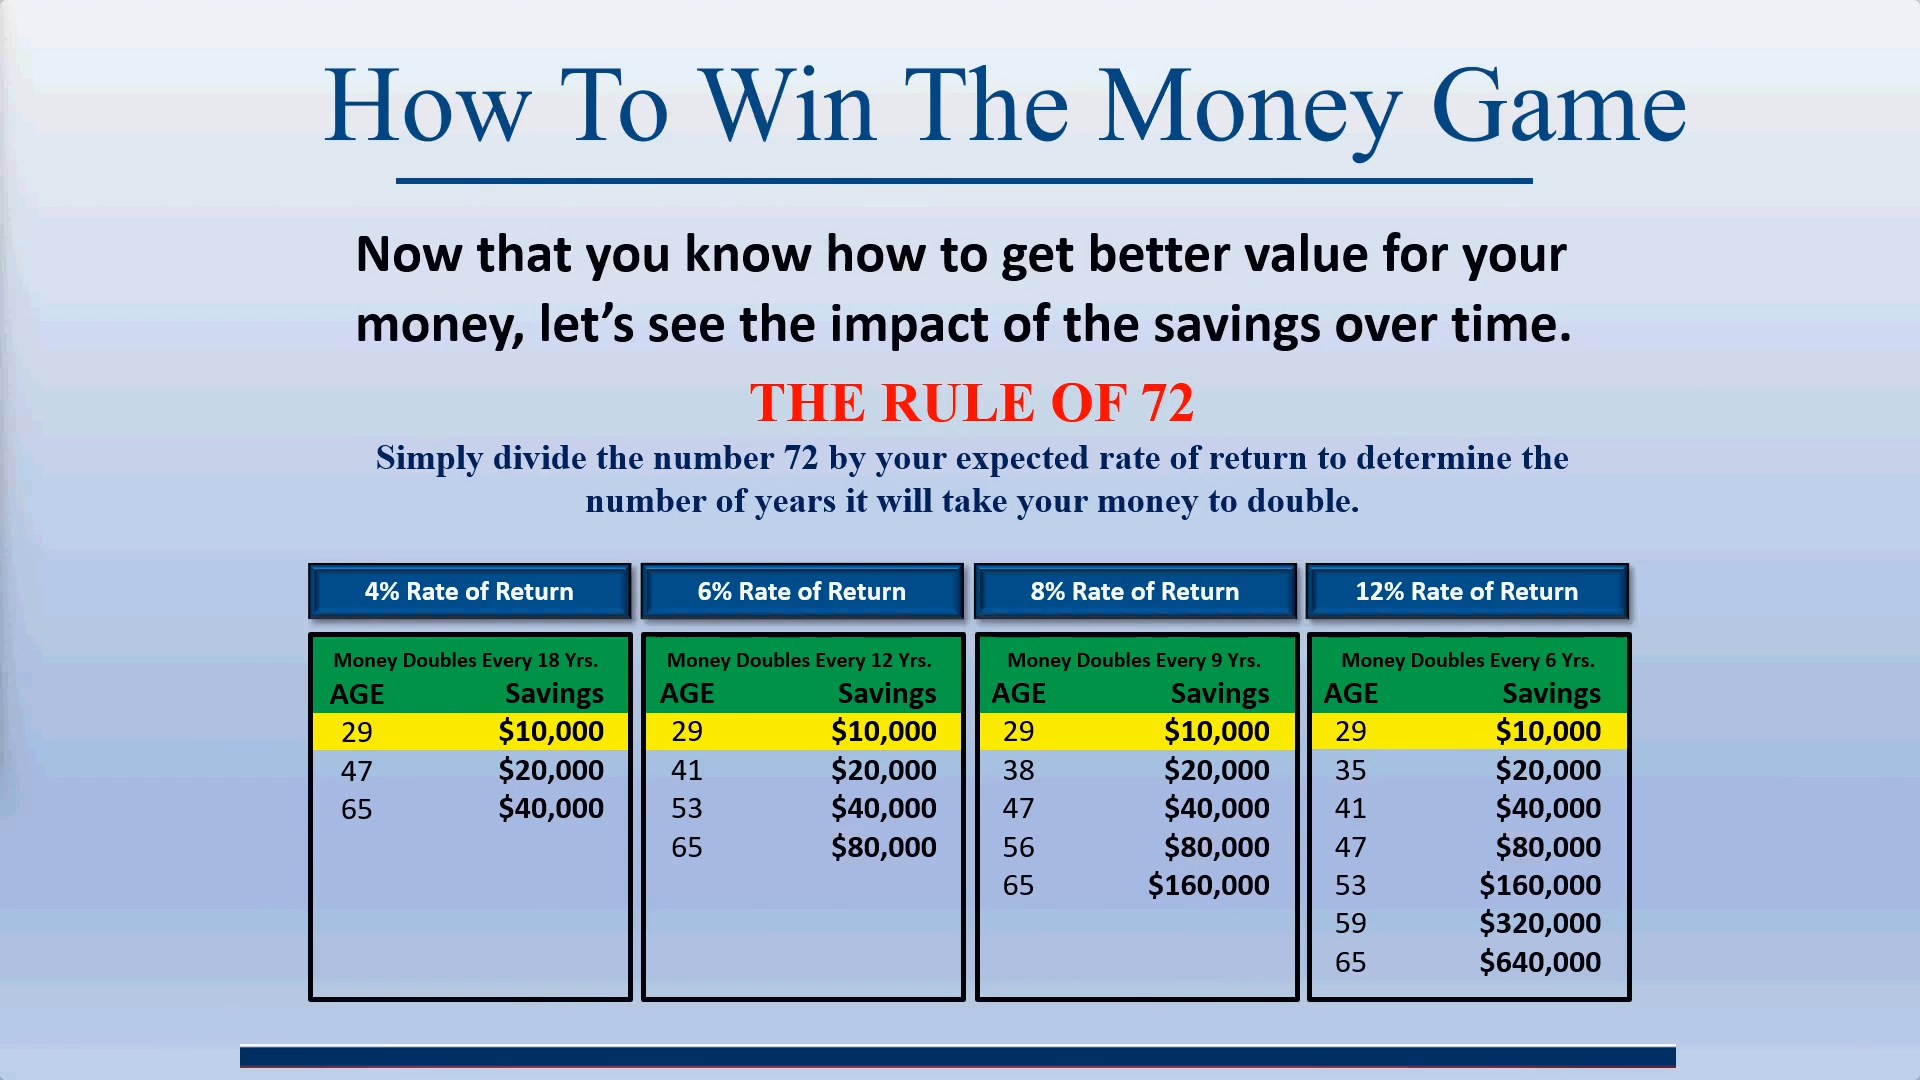 How To Win The Money Game
Now that you know how to get better value for your
money, let’s see the impact of the savings over time.
THE RULE OF 72
Simply divide the number 72 by your expected rate of return to determine the
number of years it will take your money to double.
4% Rate of Return
Money Doubles Every 18 Yrs.
AGE Savings
29 $10,000
47 $20,000
65 $40,000
6% Rate of Return
Money Doubles Every 12 Yrs.
AGE Savings
29 $10,000
41 $20,000
53 $40,000
65 $80,000
8% Rate of Return
Money Doubles Every 9 Yrs.
AGE Savings
29 $10,000
38 $20,000
47 $40,000
56 $80,000
65 $160,000
12% Rate of Return
Money Doubles Every 6 Yrs.
AGE Savings
29 $10,000
35 $20,000
41 $40,000
47 $80,000
53 $160,000
59 $320,000
65 $640,000